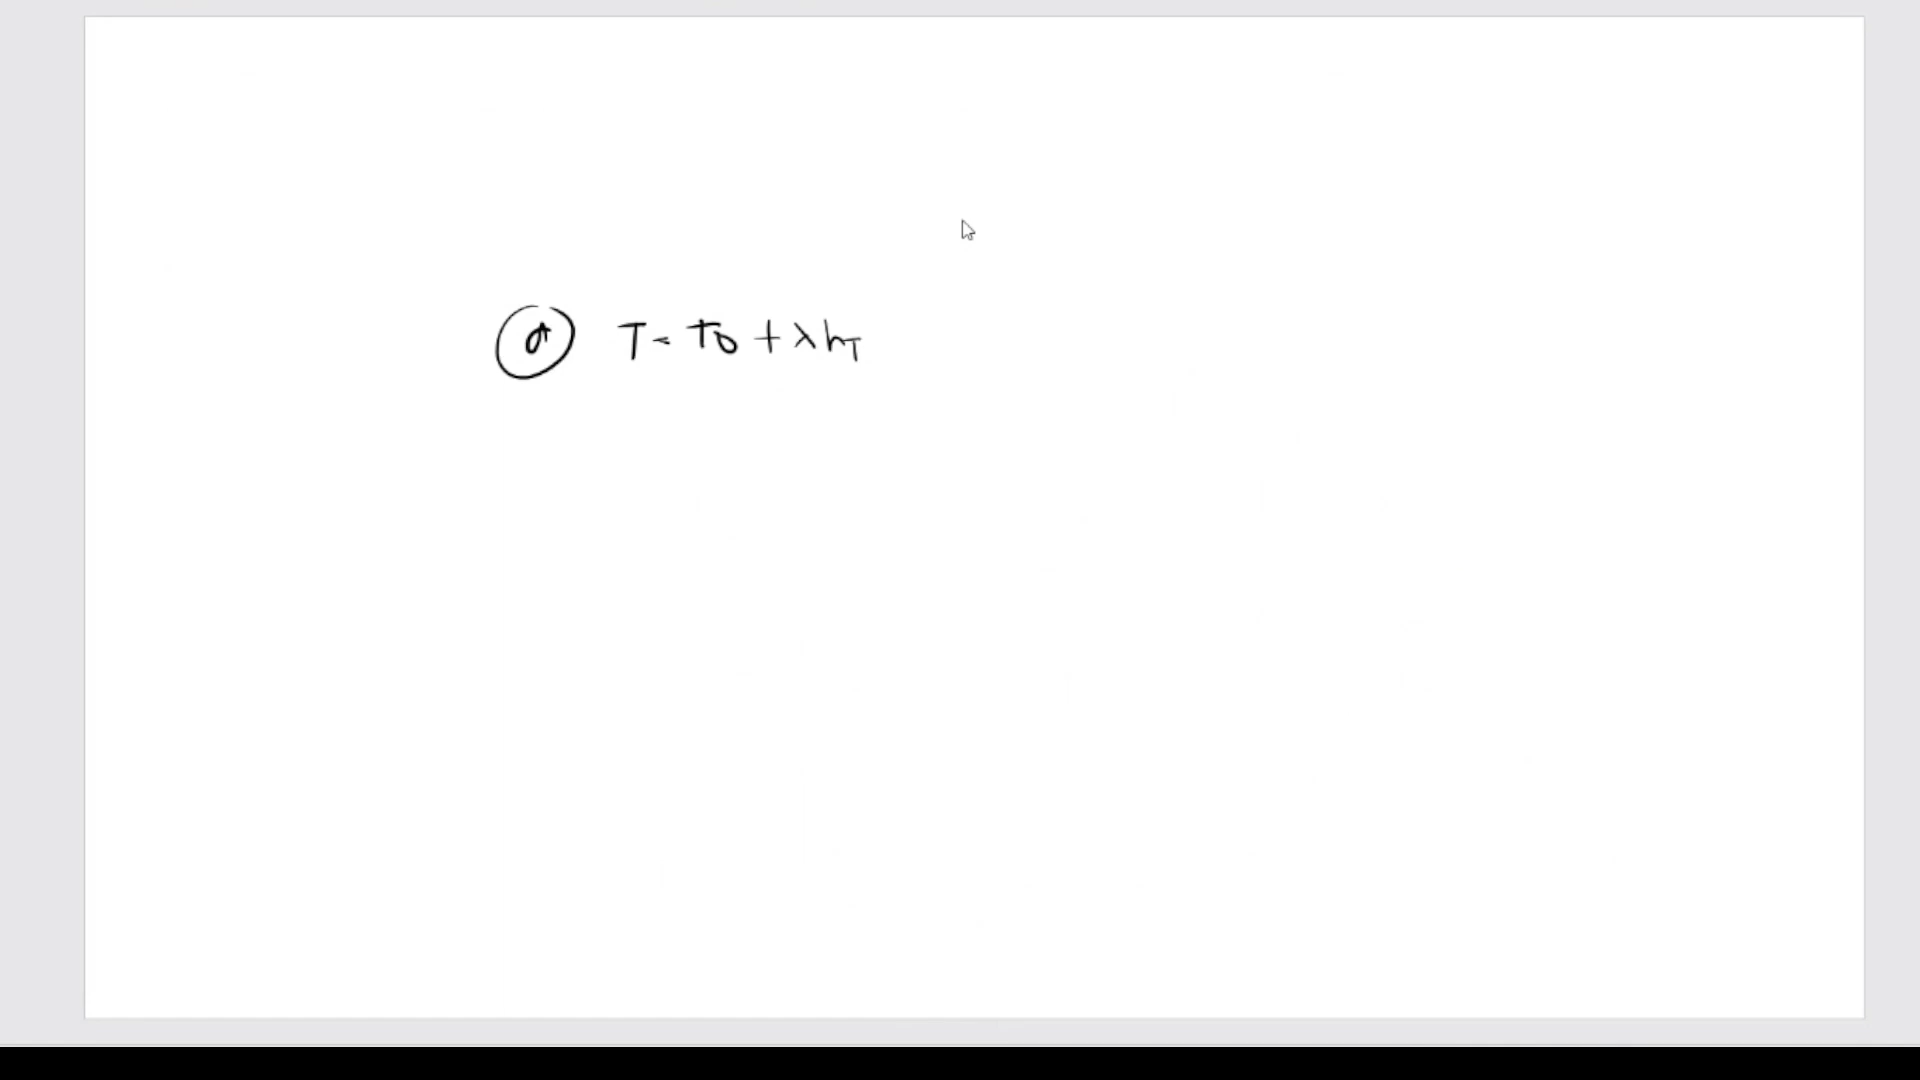 a T = T0 + λhT